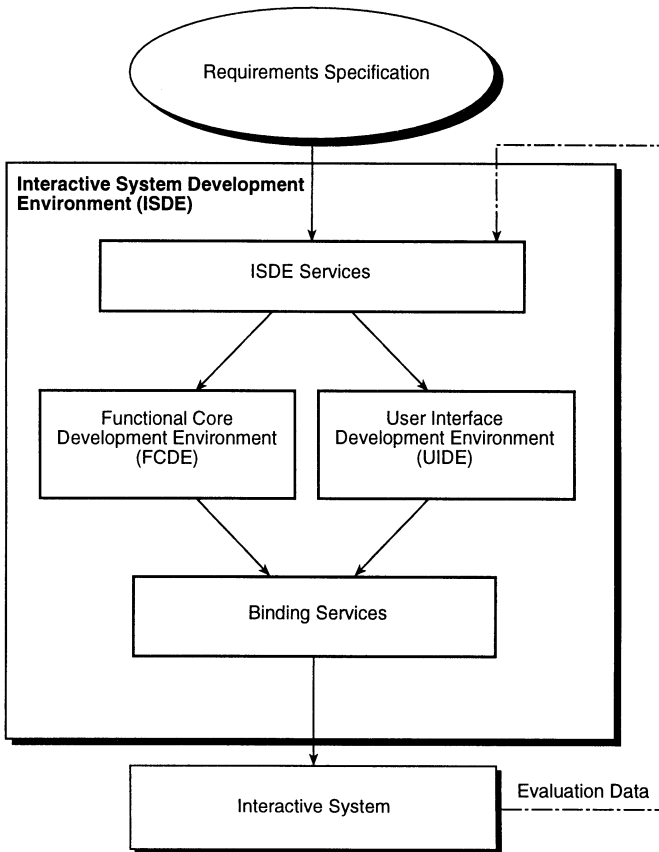 Requirements Specification
Interactive System Development
Environment (ISDE)
ISDE Services
Functional Core
Development Environment
(FCDE)
User Interface
Development Environment
(UIDE)
Binding Services
Interactive System
Evaluation Data